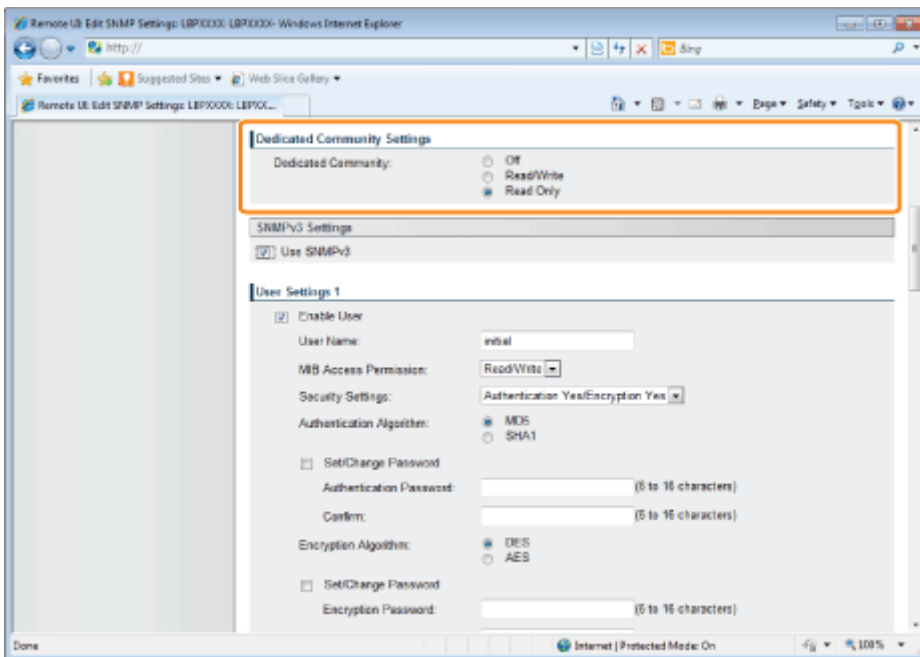 Remote UI: Edit SNMP Settings: LBPXXXX: LBPXXXX - Windows Internet Explorer
http://
Bing
Favorites Suggested Sites Web Slice Gallery
Remote UI: Edit SNMP Settings: LBPXXXX: LBPXX... Page Safety Tools
Dedicated Community Settings
Dedicated Community: Off
Read/Write
Read Only
SNMPv3 Settings
Use SNMPv3
User Settings 1
Enable User
User Name: initial
MIB Access Permission: Read/Write
Security Settings: Authentication Yes/Encryption Yes
Authentication Algorithm: MD5
SHA1
Set/Change Password
Authentication Password: (6 to 16 characters)
Confirm: (6 to 16 characters)
Encryption Algorithm: DES
AES
Set/Change Password
Encryption Password: (6 to 16 characters)
Done Internet | Protected Mode: On 100%